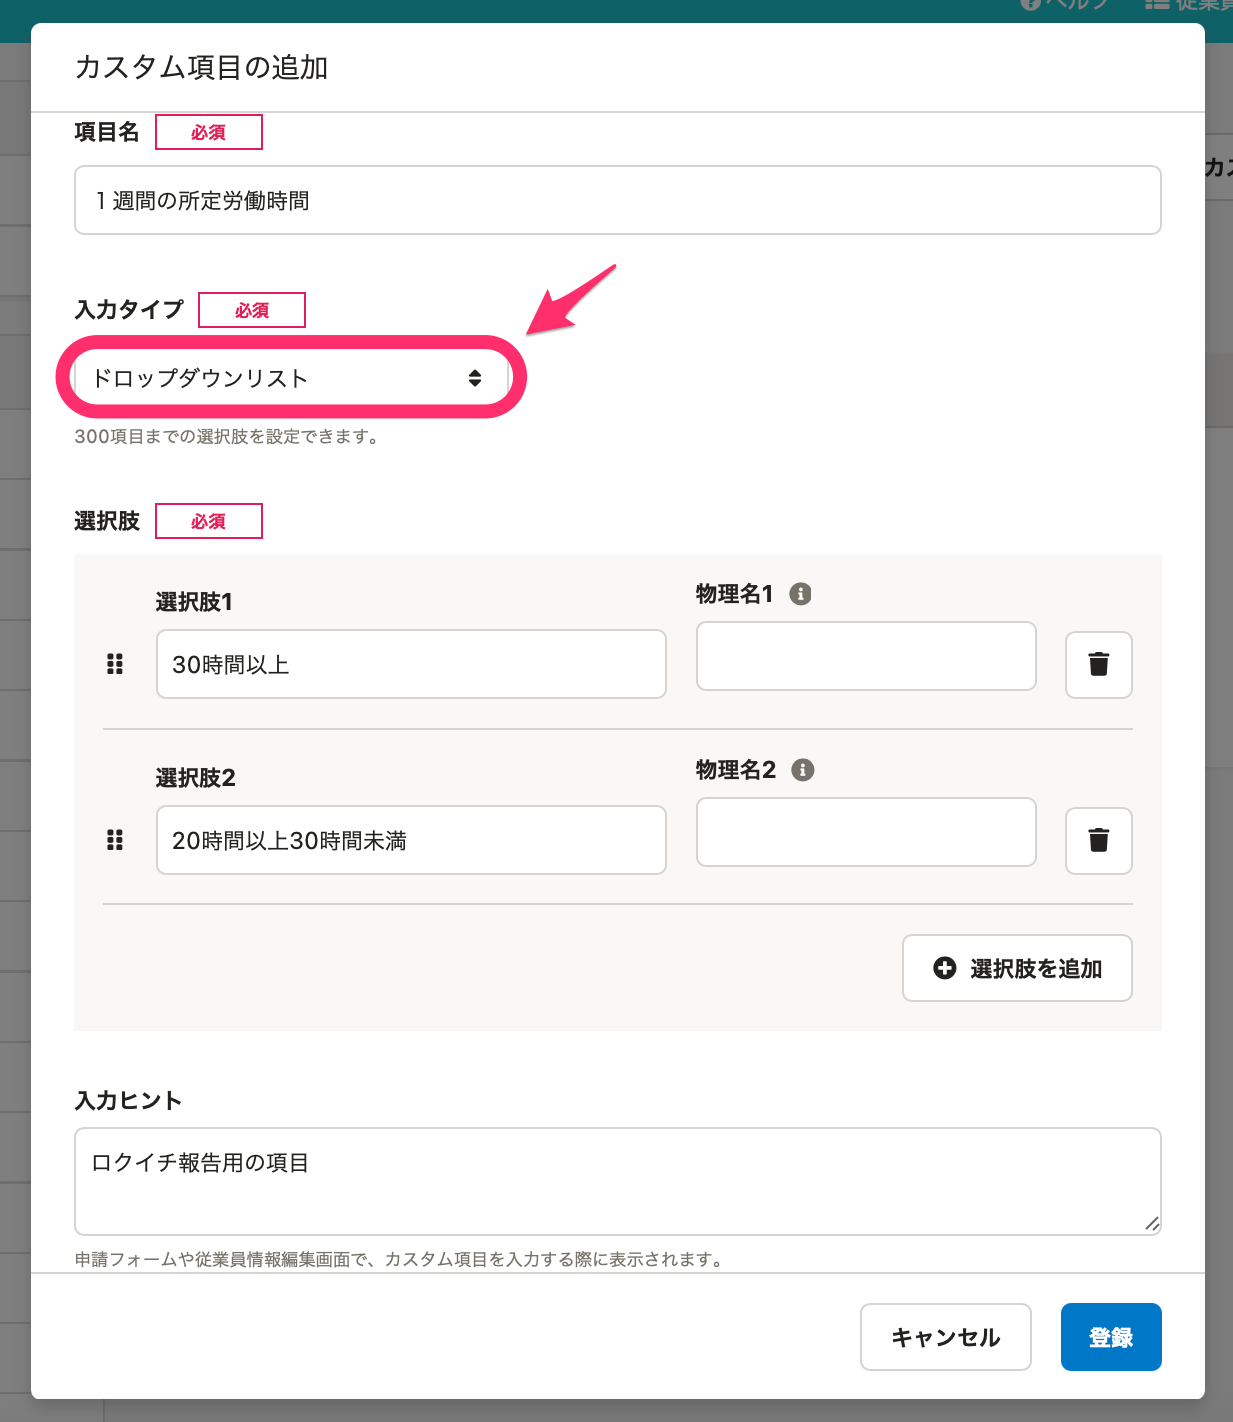 ヘルプ
カスタム項目の追加
項目名 必須
1 週間の所定労働時間
入力タイプ 必須
ドロップダウンリスト
300項目までの選択肢を設定できます。
選択肢 必須
選択肢1 物理名1
30時間以上
選択肢2 物理名2
20時間以上30時間未満
選択肢を追加
入力ヒント
ロクイチ報告用の項目
申請フォームや従業員情報編集画面で、カスタム項目を入力する際に表示されます。
キャンセル 登録